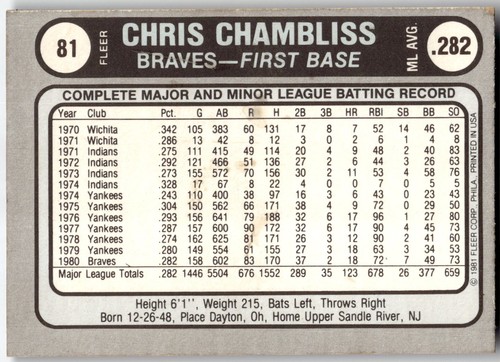 81
FLEER
CHRIS CHAMBLISS
BRAVES—FIRST BASE
ML AVG.
.282
COMPLETE MAJOR AND MINOR LEAGUE BATTING RECORD
Year Club Pct. G AB R H 2B 3B HR RBI SB BB SO
1970 Wichita .342 105 383 60 131 17 8 7 52 14 46 62
1971 Wichita .286 13 42 8 12 3 0 2 6 1 4 8
1971 Indians .275 111 415 49 114 20 4 9 48 2 40 83
1972 Indians .292 121 466 51 136 27 2 6 44 3 26 63
1973 Indians .273 155 572 70 156 30 2 11 53 4 58 76
1974 Indians .328 17 67 8 22 4 0 0 7 0 5 5
1974 Yankees .243 110 400 38 97 16 3 6 43 0 23 43
1975 Yankees .304 150 562 66 171 38 4 9 72 0 29 50
1976 Yankees .293 156 641 79 188 32 6 17 96 1 27 80
1977 Yankees .287 157 600 90 172 32 6 17 90 4 45 73
1978 Yankees .274 162 625 81 171 26 3 12 90 2 41 60
1979 Yankees .280 149 554 61 155 27 3 18 63 3 34 53
1980 Braves .282 158 602 83 170 37 2 18 72 7 49 73
Major League Totals .282 1446 5504 676 1552 289 35 123 678 26 377 659
Height 6'1", Weight 215, Bats Left, Throws Right
Born 12-26-48, Place Dayton, Oh, Home Upper Sandle River, NJ
© 1981 FLEER CORP. PHILA., PRINTED IN USA